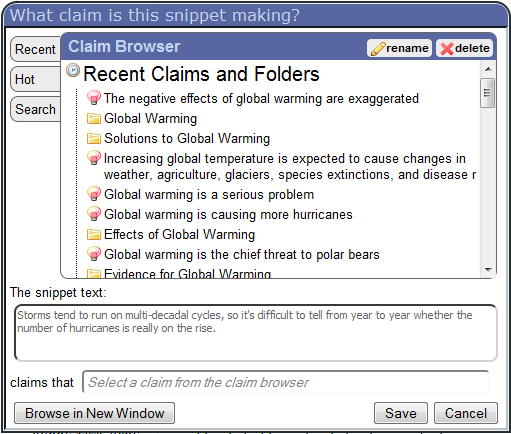 What claim is this snippet making?
Recent
Hot
Search
Claim Browser
rename
delete
Recent Claims and Folders
The negative effects of global warming are exaggerated
Global Warming
Solutions to Global Warming
Increasing global temperature is expected to cause changes in
weather, agriculture, glaciers, species extinctions, and disease r
Global warming is a serious problem
Global warming is causing more hurricanes
Effects of Global Warming
Global warming is the chief threat to polar bears
Evidence for Global Warming
The snippet text:
Storms tend to run on multi-decadal cycles, so it's difficult to tell from year to year whether the
number of hurricanes is really on the rise.
claims that
Select a claim from the claim browser
Browse in New Window
Save
Cancel